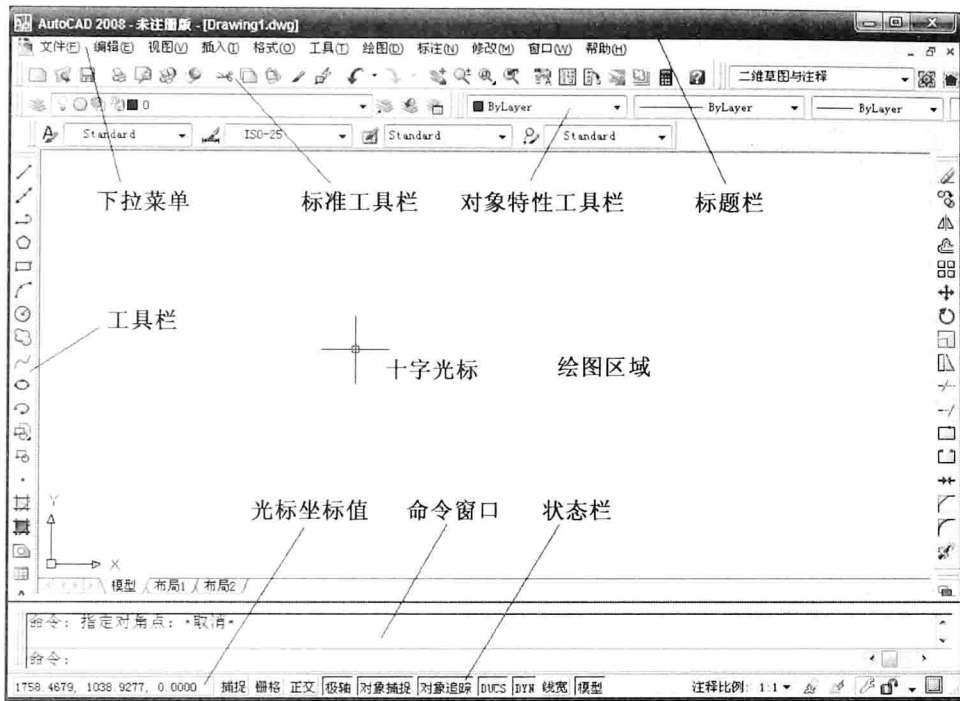 AutoCAD 2008 - 未注册版 - [Drawing1.dwg]
文件(F) 编辑(E) 视图(V) 插入(I) 格式(O) 工具(T) 绘图(D) 标注(N) 修改(M) 窗口(W) 帮助(H)
二维草图与注释
0 ByLayer ByLayer ByLayer
Standard ISO-25 Standard Standard
下拉菜单 标准工具栏 对象特性工具栏 标题栏
工具栏
十字光标 绘图区域
光标坐标值 命令窗口 状态栏
Y
X
模型 布局1 布局2
命令: 指定对角点: *取消*
命令:
1758.4679, 1038.9277, 0.0000 捕捉 栅格 正交 极轴 对象捕捉 对象追踪 DUCS DYN 线宽 模型 注释比例: 1:1